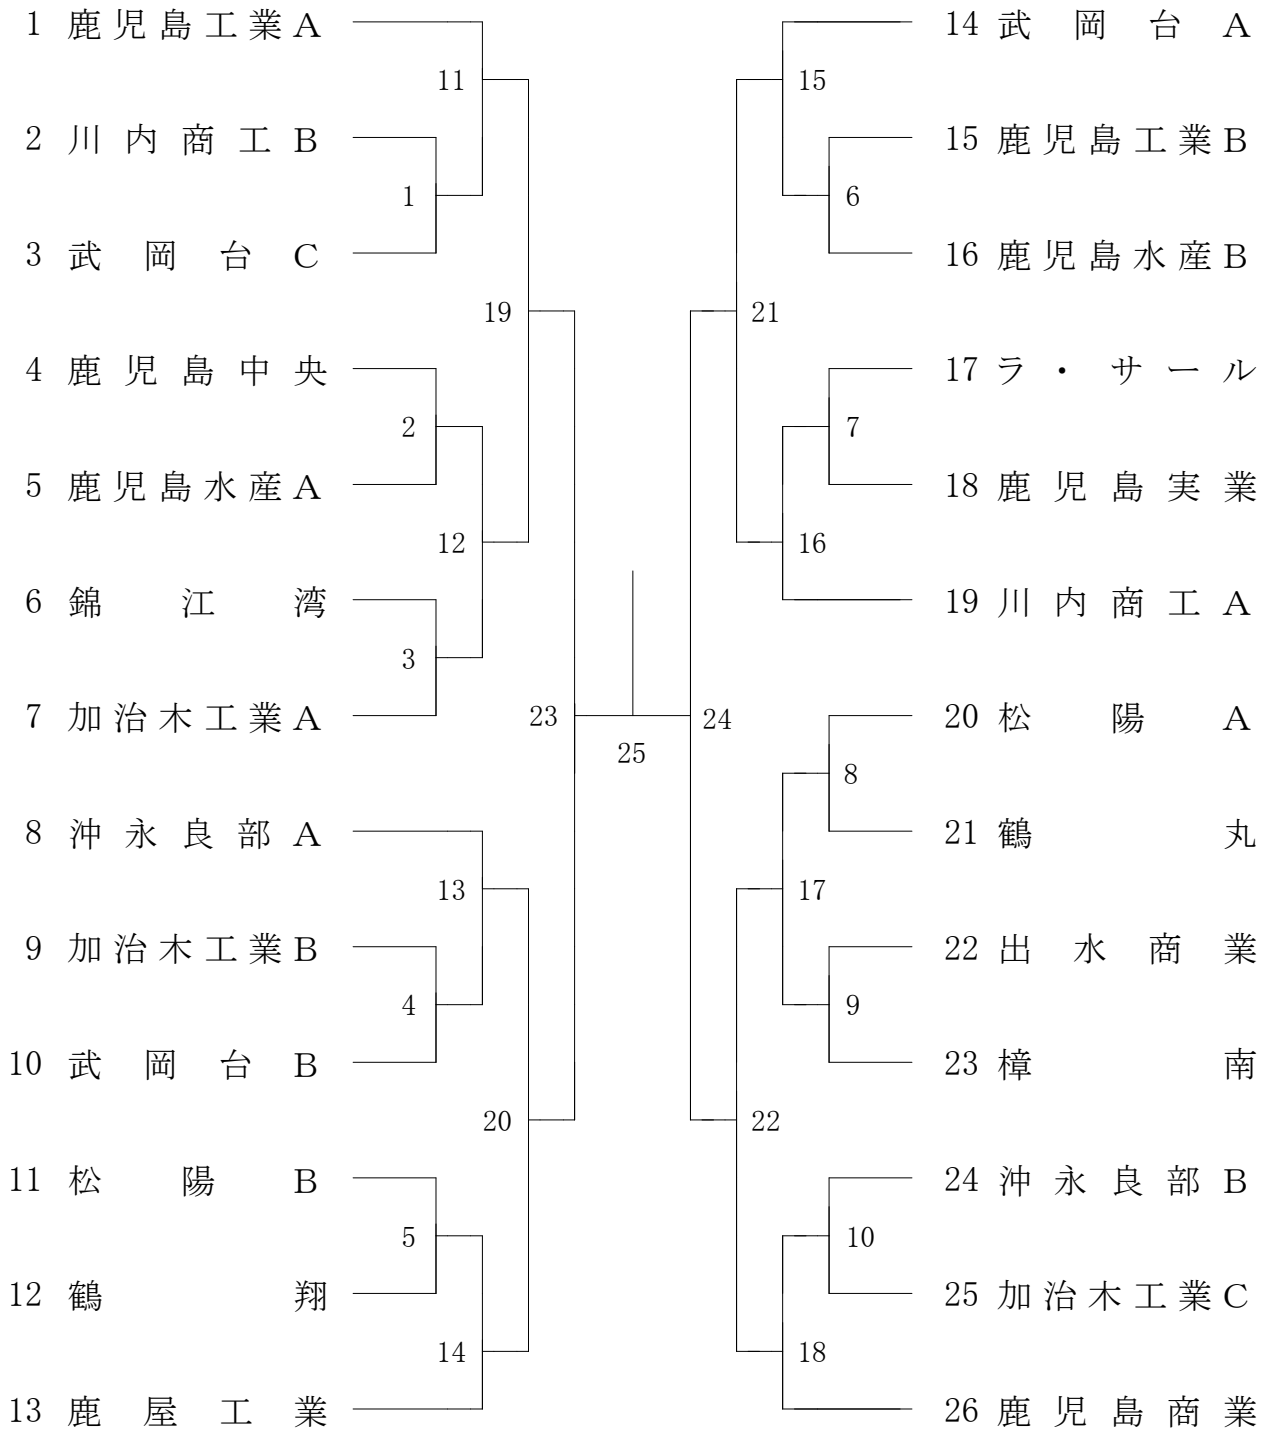 1 鹿児島工業A
11
2 川内商工B
1
3 武岡台C
19
4 鹿児島中央
2
5 鹿児島水産A
12
6 錦江湾
3
7 加治木工業A
23
8 沖永良部A
13
9 加治木工業B
4
10 武岡台B
20
11 松陽B
5
12 鶴翔
14
13 鹿屋工業
25
14 武岡台A
15
15 鹿児島工業B
6
16 鹿児島水産B
21
17 ラ・サール
7
18 鹿児島実業
16
19 川内商工A
24
20 松陽A
8
21 鶴丸
17
22 出水商業
9
23 樟南
22
24 沖永良部B
10
25 加治木工業C
18
26 鹿児島商業